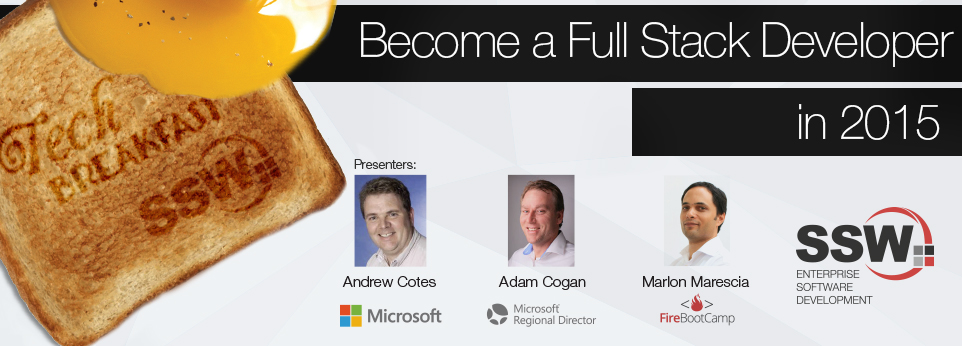 Become a Full Stack Developer
in 2015
Tech
BREAKFAST
SSW
Presenters:
Andrew Cotes
Adam Cogan
Marlon Marescia
Microsoft
Microsoft
Regional Director
<>
FireBootCamp
SSW
ENTERPRISE
SOFTWARE
DEVELOPMENT